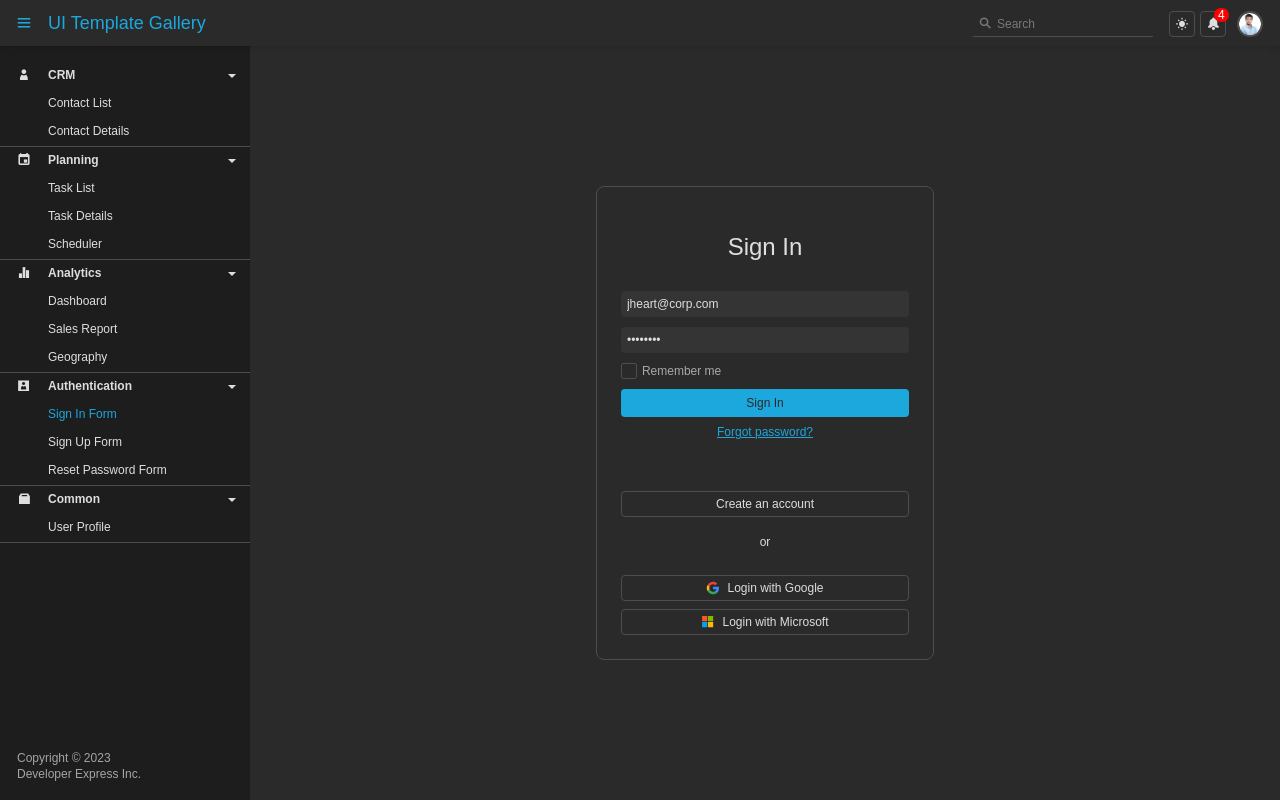 UI Template Gallery
Search
4
CRM
Contact List
Contact Details
Planning
Task List
Task Details
Scheduler
Analytics
Dashboard
Sales Report
Geography
Authentication
Sign In Form
Sign Up Form
Reset Password Form
Common
User Profile
Copyright © 2023
Developer Express Inc.
Sign In
jheart@corp.com
••••••••
Remember me
Sign In
Forgot password?
Create an account
or
Login with Google
Login with Microsoft